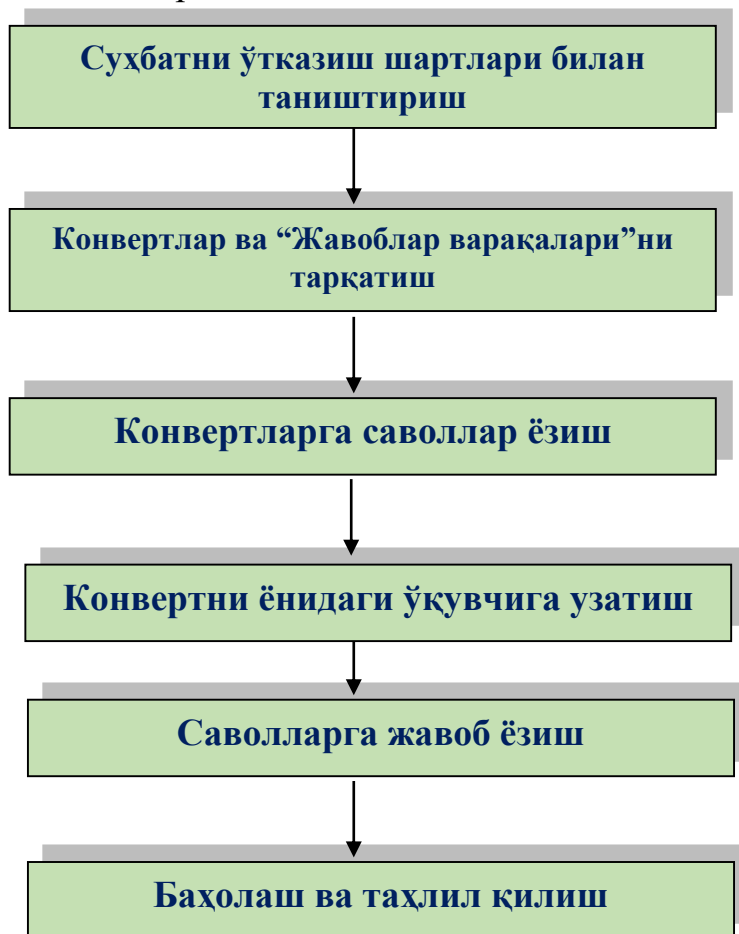 Суҳбатни ўтказиш шартлари билан
таништириш
Конвертлар ва “Жавоблар варақалари”ни
тарқатиш
Конвертларга саволлар ёзиш
Конвертни ёнидаги ўқувчига узатиш
Саволларга жавоб ёзиш
Баҳолаш ва таҳлил қилиш